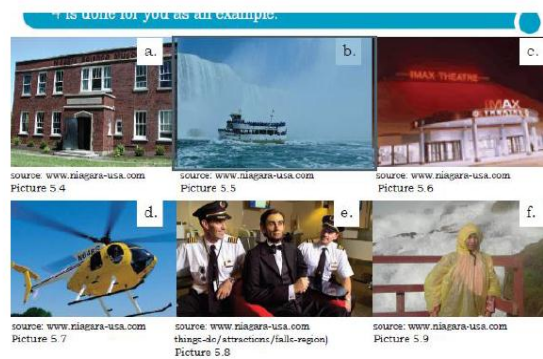 4 is done for you as an example.
a.
b.
c.
IMAX THEATRE
IMAX
THEATRE
source: www.niagara-usa.com
Picture 5.4
source: www.niagara-usa.com
Picture 5.5
source: www.niagara-usa.com
Picture 5.6
d.
e.
f.
source: www.niagara-usa.com
Picture 5.7
source: www.niagara-usa.com
things-do/attractions/falls-region)
Picture 5.8
source: www.niagara-usa.com
Picture 5.9